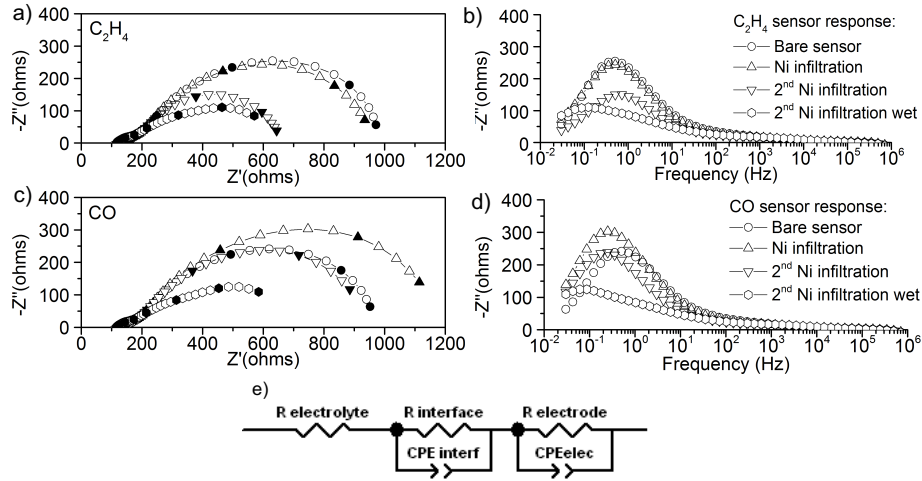 a)
C₂H₄
-Z"(ohms)
400
300
200
100
0
0 200 400 600 800 1000 1200
Z'(ohms)
b)
C₂H₄ sensor response:
Bare sensor
Ni infiltration
2nd Ni infiltration
2nd Ni infiltration wet
-Z"(ohms)
400
300
200
100
0
10⁻² 10⁻¹ 10⁰ 10¹ 10² 10³ 10⁴ 10⁵ 10⁶
Frequency (Hz)
c)
CO
-Z"(ohms)
400
300
200
100
0
0 200 400 600 800 1000 1200
Z'(ohms)
d)
CO sensor response:
Bare sensor
Ni infiltration
2nd Ni infiltration
2nd Ni infiltration wet
-Z"(ohms)
400
300
200
100
0
10⁻² 10⁻¹ 10⁰ 10¹ 10² 10³ 10⁴ 10⁵ 10⁶
Frequency (Hz)
e)
R electrolyte R interface R electrode
CPE interf CPEelec